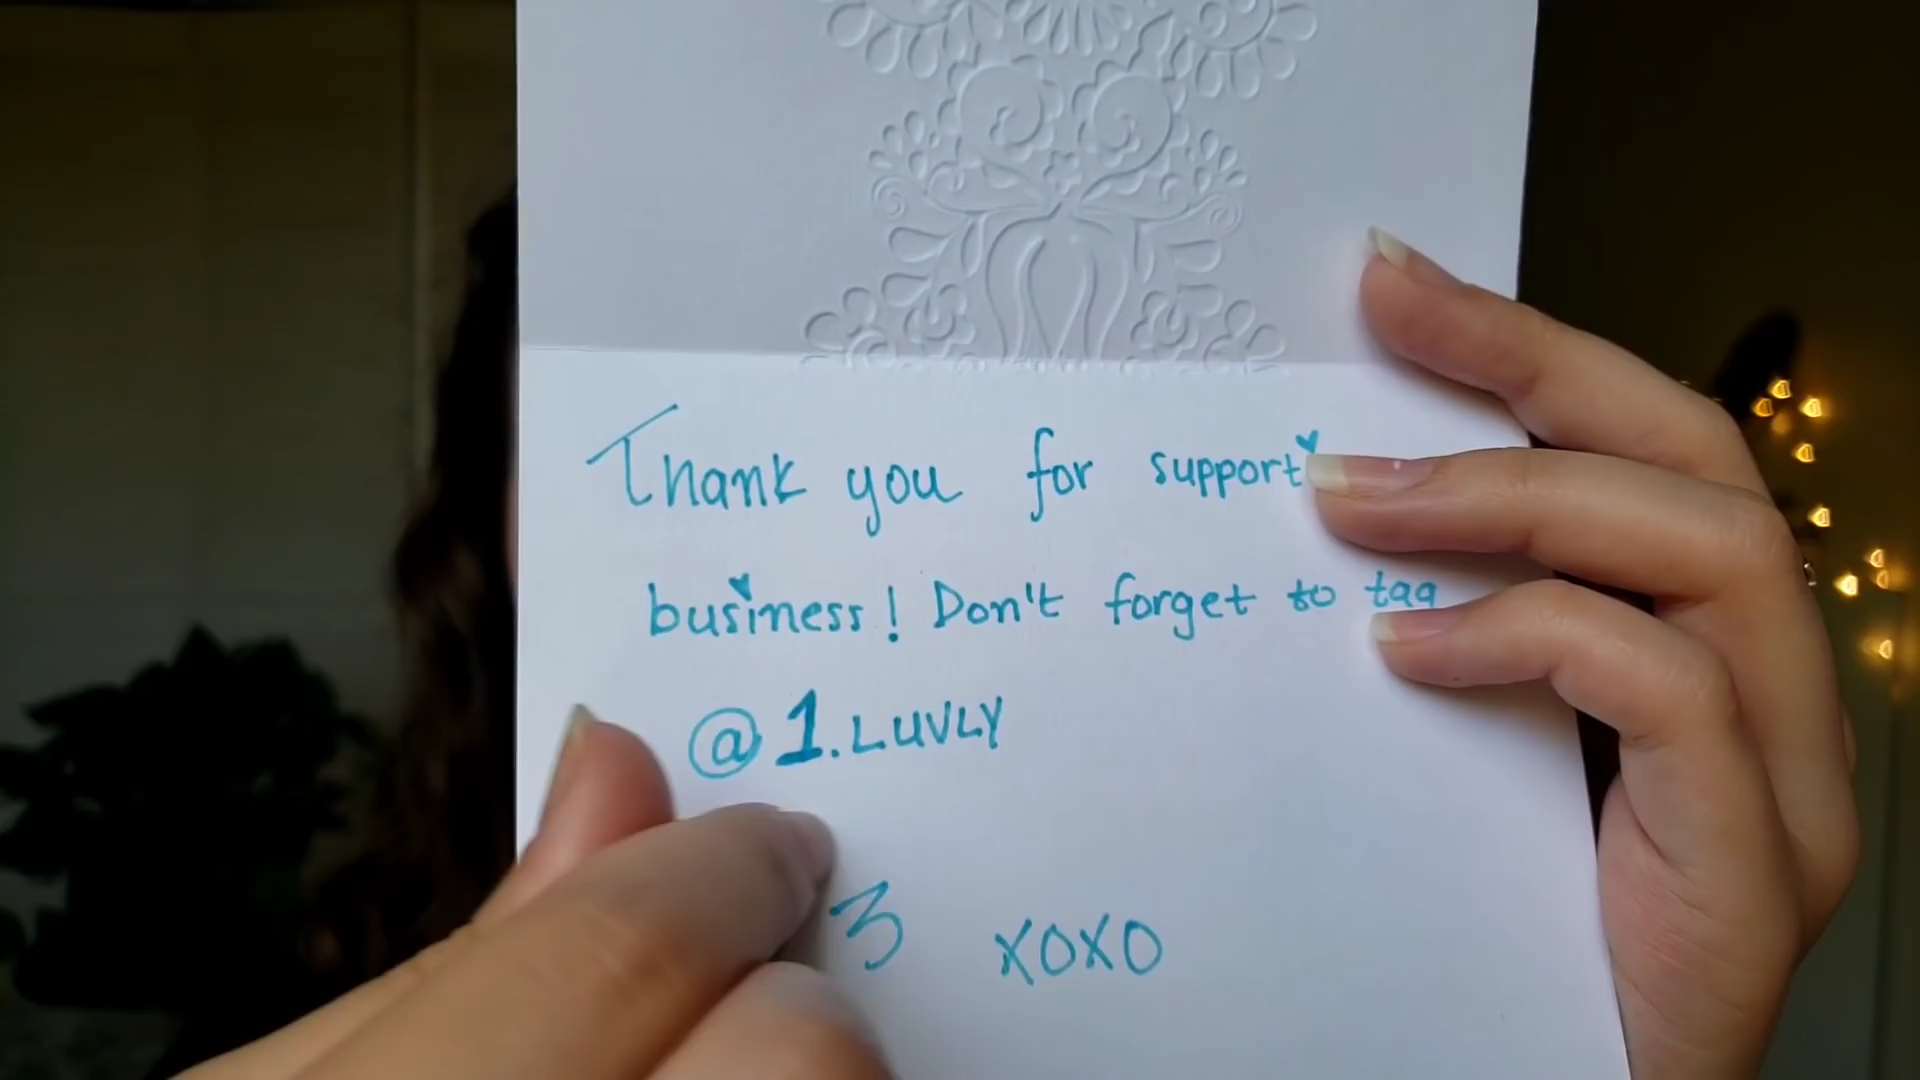 Thank you for support
business! Don't forget to tag
@1.LUVLY
3 XOXO